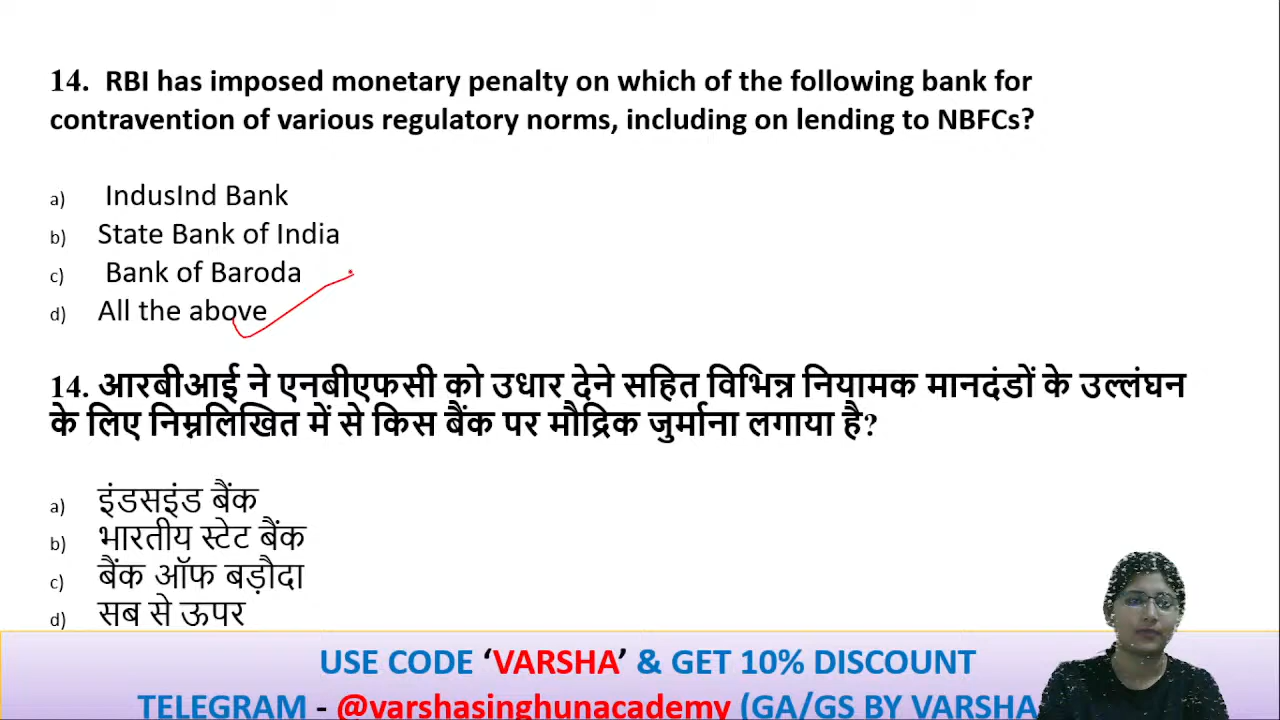 14. RBI has imposed monetary penalty on which of the following bank for
contravention of various regulatory norms, including on lending to NBFCs?
a) IndusInd Bank
b) State Bank of India
c) Bank of Baroda
d) All the above
14. आरबीआई ने एनबीएफसी को उधार देने सहित विभिन्न नियामक मानदंडों के उल्लंघन
के लिए निम्नलिखित में से किस बैंक पर मौद्रिक जुर्माना लगाया है?
a) इंडसइंड बैंक
b) भारतीय स्टेट बैंक
c) बैंक ऑफ बड़ौदा
d) सब से ऊपर
USE CODE ‘VARSHA’ & GET 10% DISCOUNT
TELEGRAM - @varshasinghunacademy (GA/GS BY VARSHA